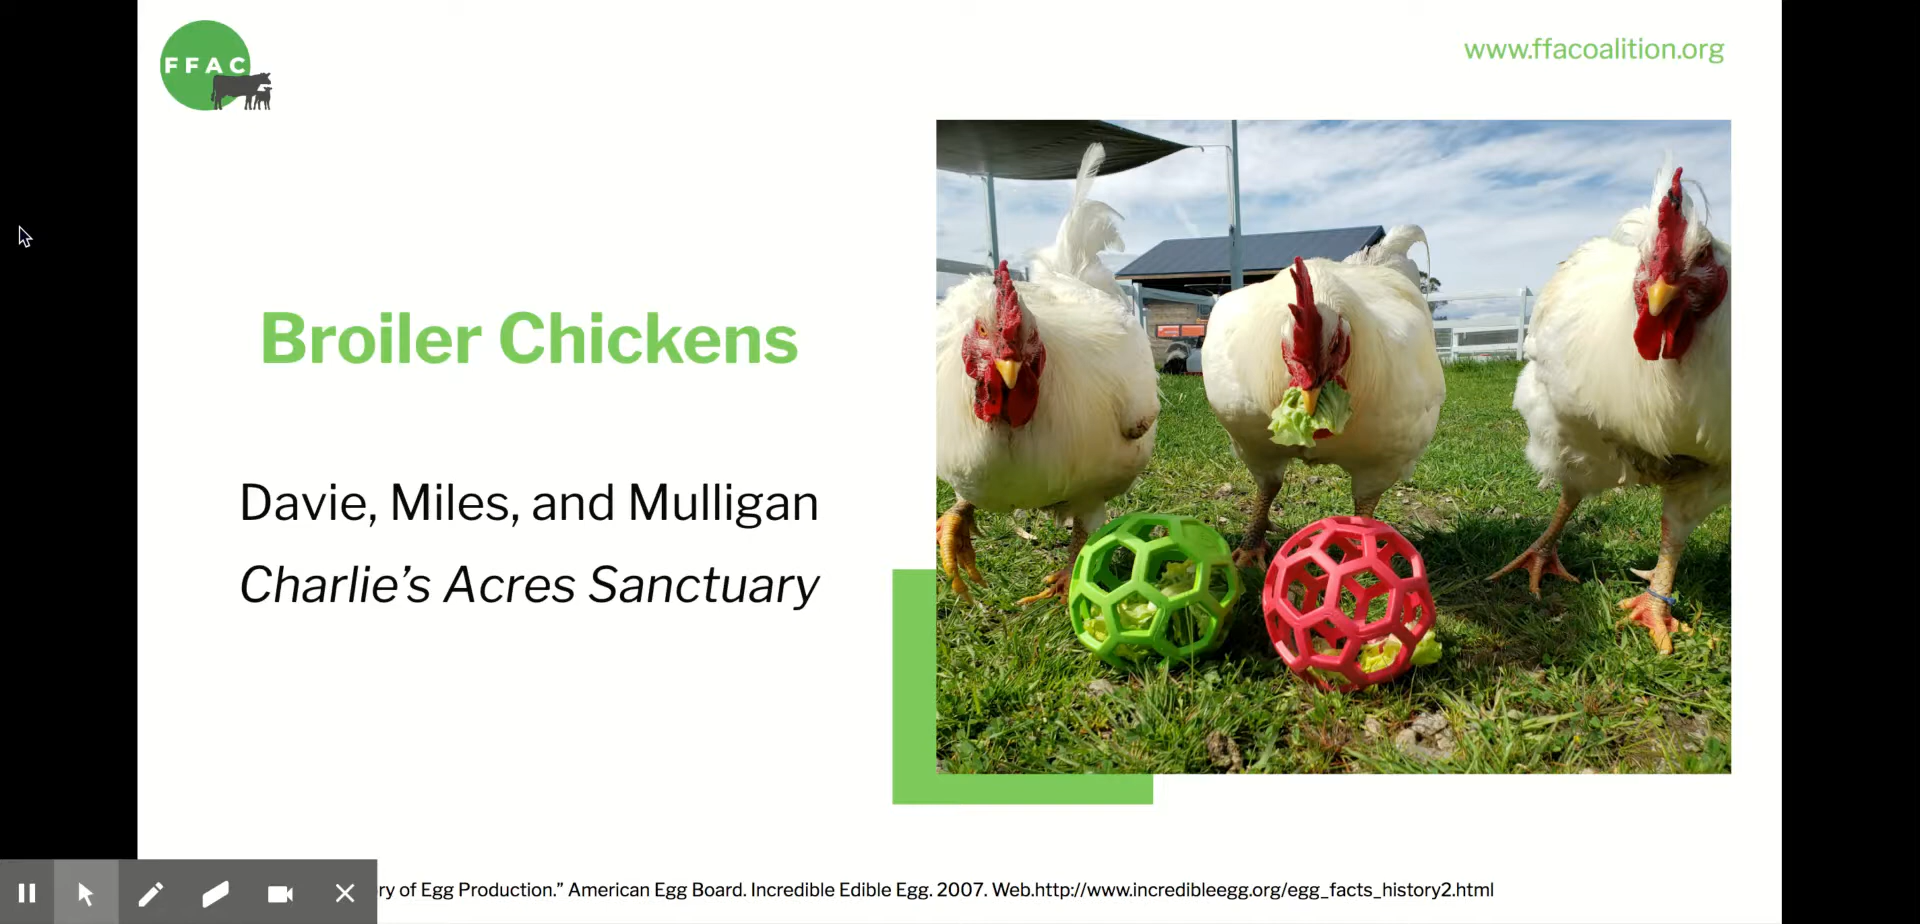 FFAC
www.ffacoalition.org
Broiler Chickens
Davie, Miles, and Mulligan
Charlie’s Acres Sanctuary
of Egg Production.” American Egg Board. Incredible Edible Egg. 2007. Web.http://www.incredibleegg.org/egg_facts_history2.html